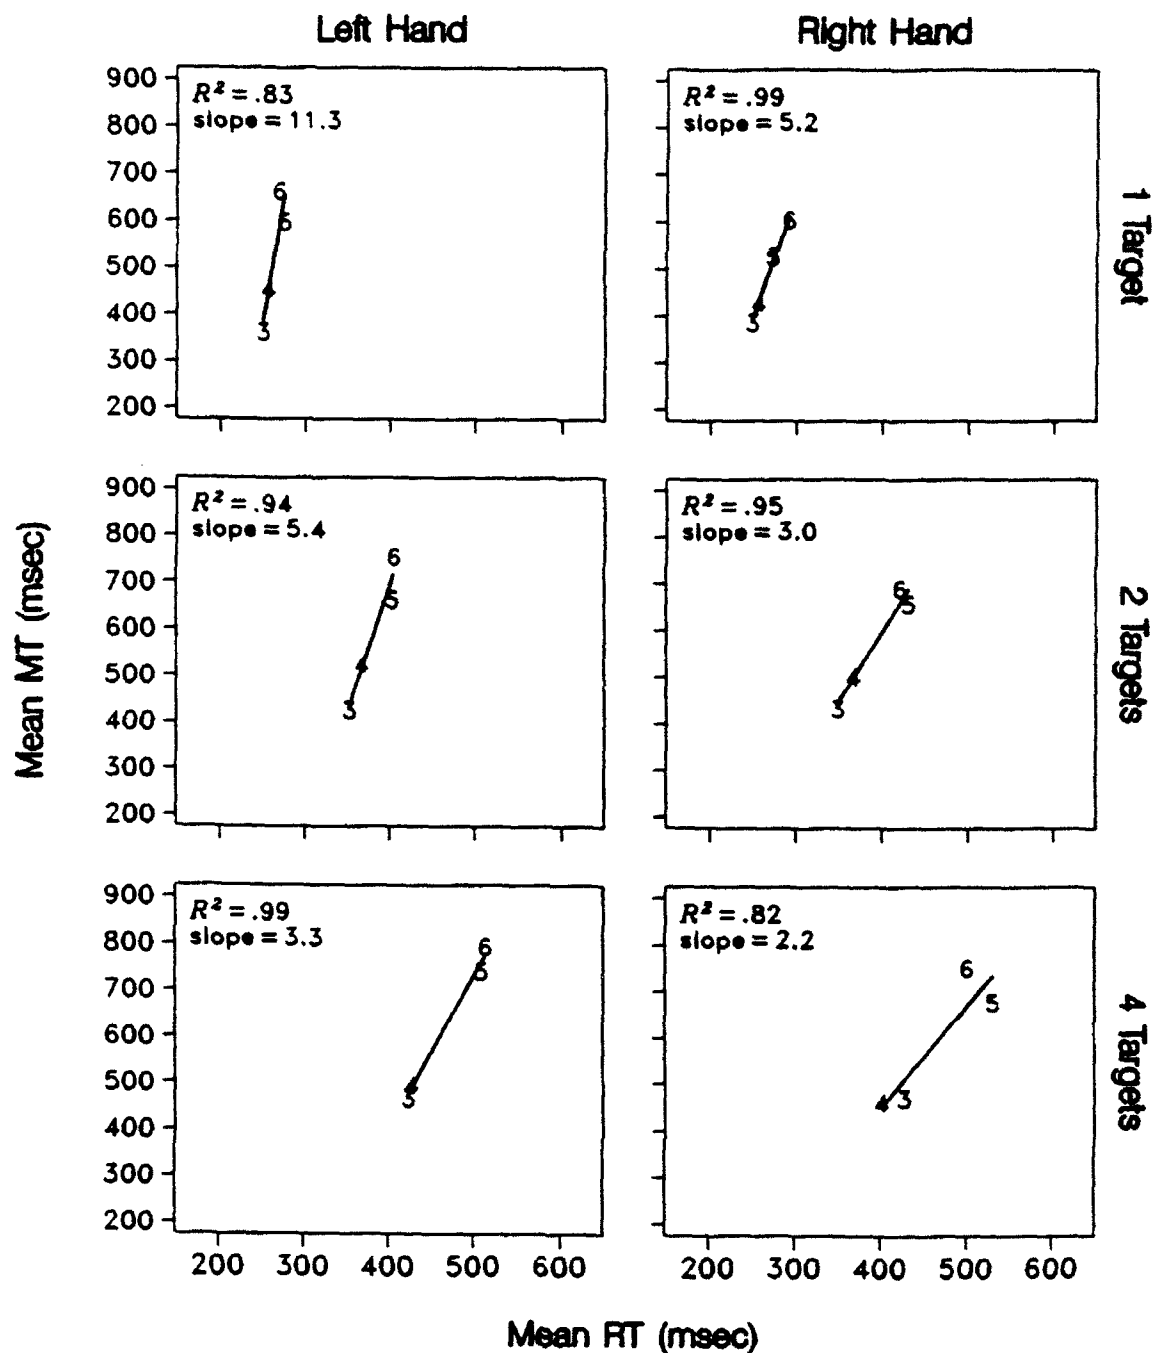 Left Hand
Right Hand
900
800
700
600
500
400
300
200
R² = .83
slope = 11.3
6
5
4
3
R² = .99
slope = 5.2
6
5
4
3
1 Target
900
800
700
600
500
400
300
200
R² = .94
slope = 5.4
6
5
4
3
R² = .95
slope = 3.0
6
5
4
3
2 Targets
Mean MT (msec)
900
800
700
600
500
400
300
200
R² = .99
slope = 3.3
6
5
4
3
R² = .82
slope = 2.2
6
5
4 3
4 Targets
200 300 400 500 600
200 300 400 500 600
Mean RT (msec)